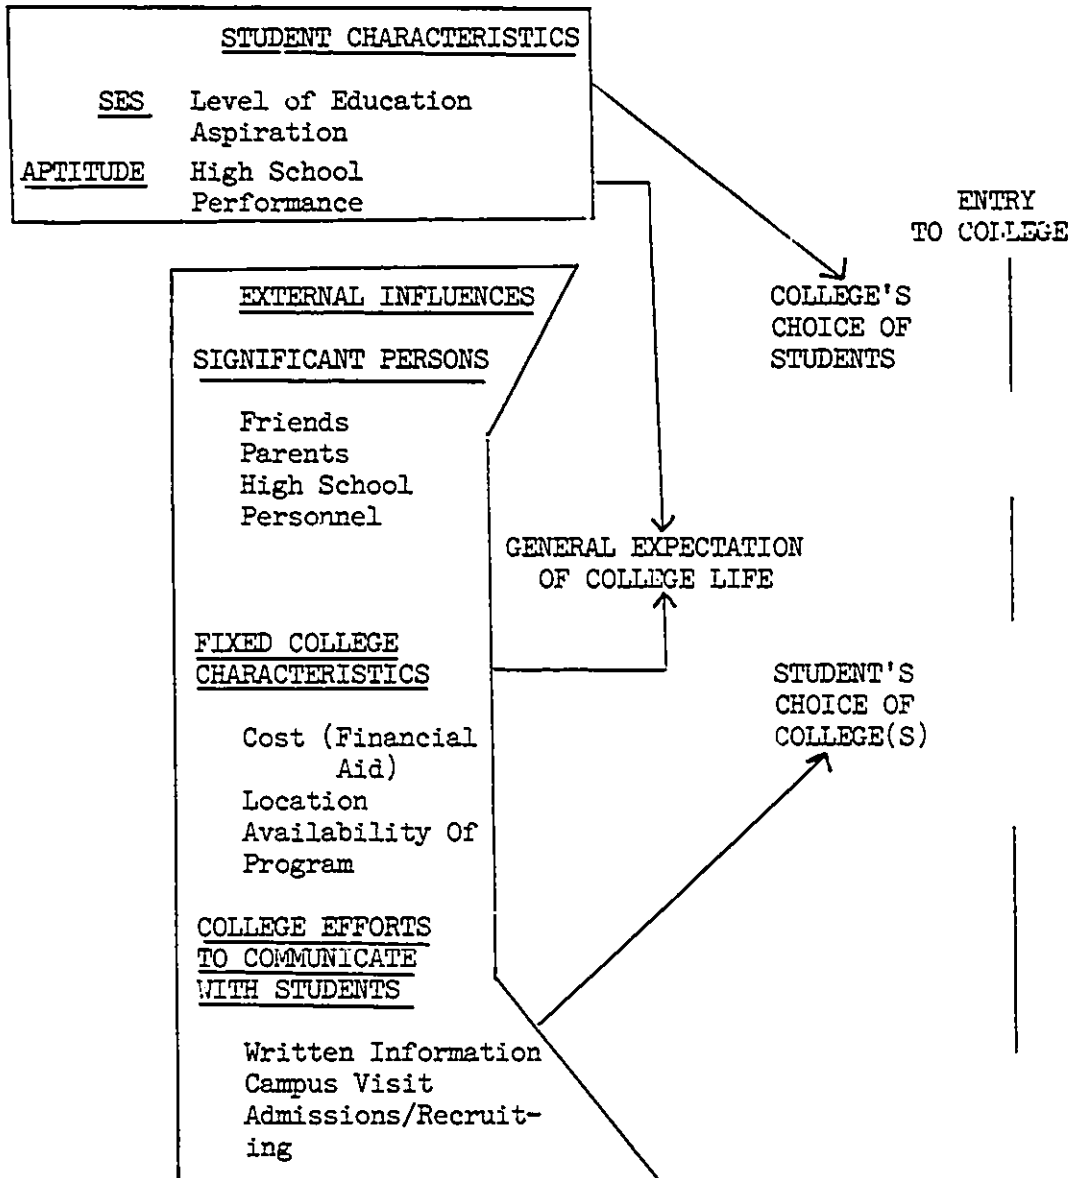 STUDENT CHARACTERISTICS
SES Level of Education
Aspiration
APTITUDE High School
Performance
ENTRY
TO COLLEGE
EXTERNAL INFLUENCES
SIGNIFICANT PERSONS
Friends
Parents
High School
Personnel
COLLEGE'S
CHOICE OF
STUDENTS
GENERAL EXPECTATION
OF COLLEGE LIFE
FIXED COLLEGE
CHARACTERISTICS
Cost (Financial
Aid)
Location
Availability Of
Program
STUDENT'S
CHOICE OF
COLLEGE(S)
COLLEGE EFFORTS
TO COMMUNICATE
WITH STUDENTS
Written Information
Campus Visit
Admissions/Recruit-
ing